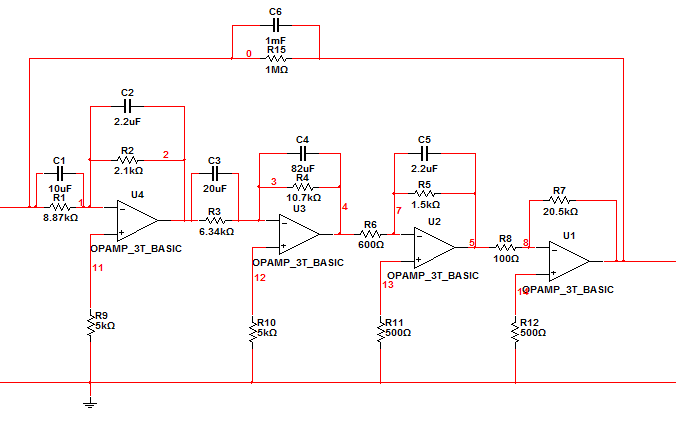 C6
1mF
0
R15
1MΩ
C2
2.2uF
R2
2
2.1kΩ
C1
10uF
R1
1
8.87kΩ
U4
OPAMP_3T_BASIC
C3
20uF
R3
6.34kΩ
C4
82uF
3
R4
10.7kΩ
U3
4
OPAMP_3T_BASIC
C5
2.2uF
R5
1.5kΩ
R6
7
600Ω
U2
5
OPAMP_3T_BASIC
R7
20.5kΩ
R8
8
100Ω
U1
OPAMP_3T_BASIC
11
12
13
14
R9
5kΩ
R10
5kΩ
R11
500Ω
R12
500Ω